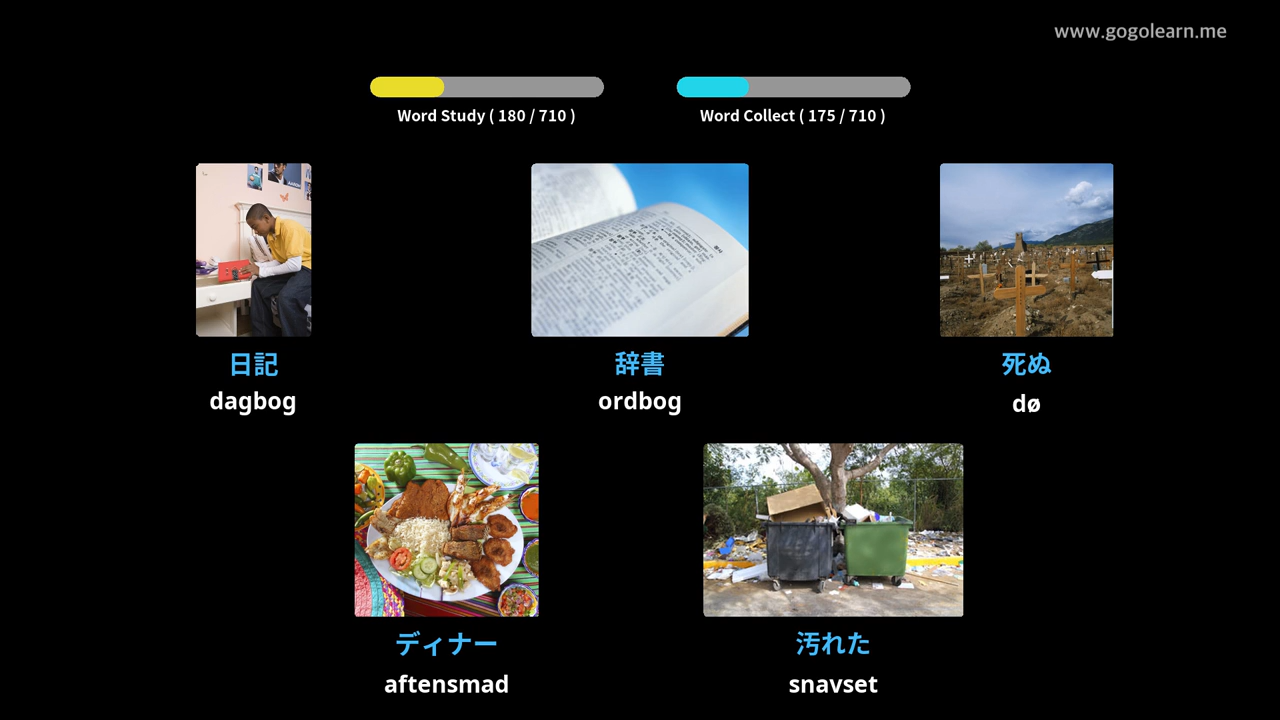 www.gogolearn.me
Word Study ( 180 / 710 )
Word Collect ( 175 / 710 )
日記
dagbog
辞書
ordbog
死ぬ
dø
ディナー
aftensmad
汚れた
snavset